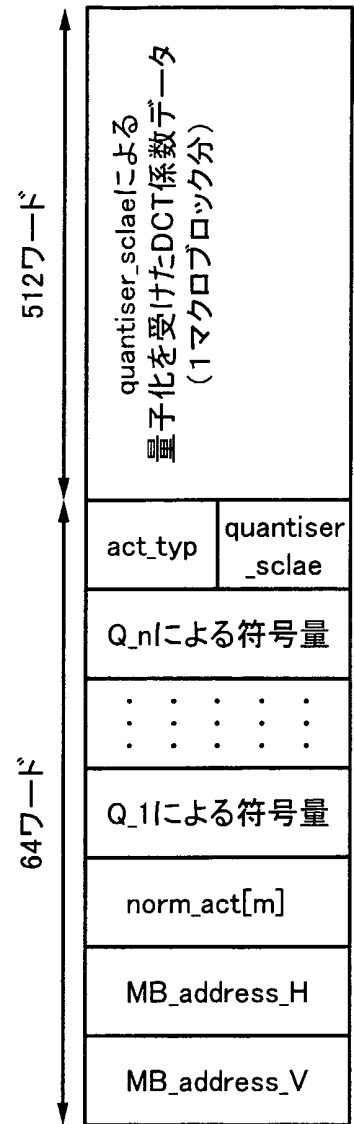 512ワード
quantiser_sclaeによる
量子化を受けたDCT係数データ
(1マクロブロック分)
64ワード
act_typ
quantiser
_sclae
Q_nによる符号量
Q_1による符号量
norm_act[m]
MB_address_H
MB_address_V